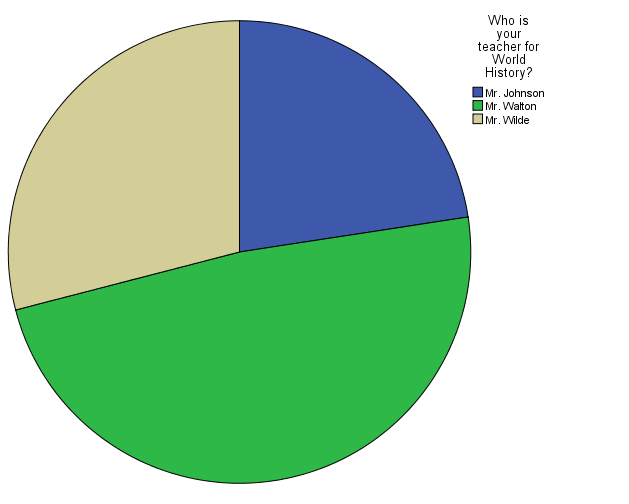 Who is
your
teacher for
World
History?
Mr. Johnson
Mr. Walton
Mr. Wilde